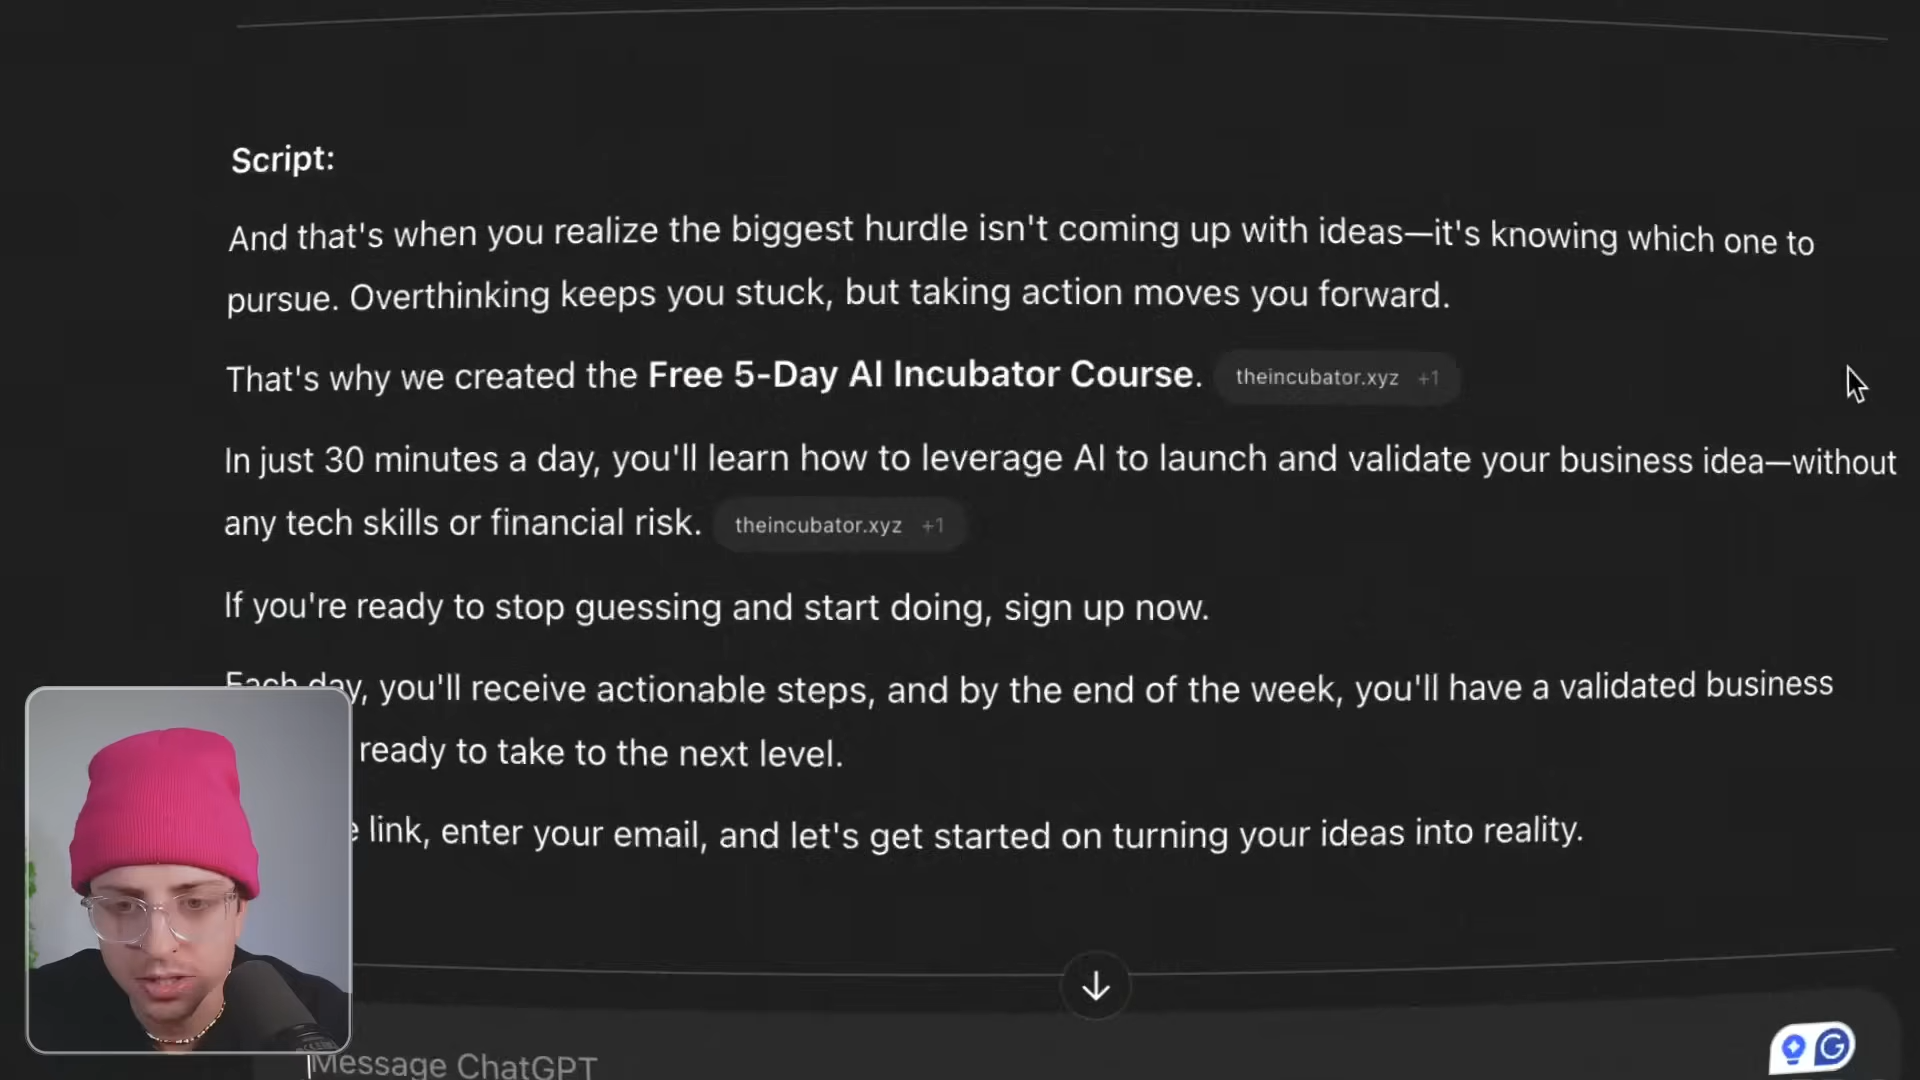 Script:
And that's when you realize the biggest hurdle isn't coming up with ideas—it's knowing which one to
pursue. Overthinking keeps you stuck, but taking action moves you forward.
That's why we created the Free 5-Day AI Incubator Course. theincubator.xyz +1
In just 30 minutes a day, you'll learn how to leverage AI to launch and validate your business idea—without
any tech skills or financial risk. theincubator.xyz +1
If you're ready to stop guessing and start doing, sign up now.
Each day, you'll receive actionable steps, and by the end of the week, you'll have a validated business
ready to take to the next level.
link, enter your email, and let's get started on turning your ideas into reality.
Message ChatGPT